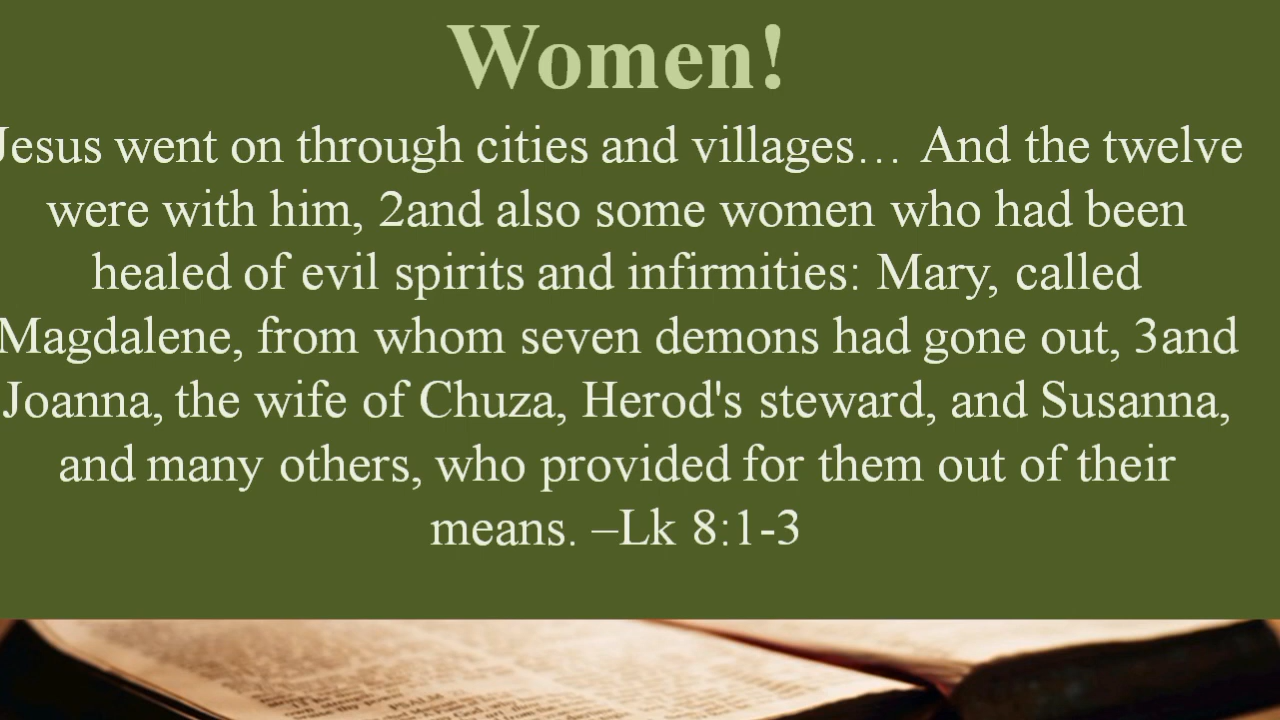 Women!
Jesus went on through cities and villages… And the twelve
were with him, 2and also some women who had been
healed of evil spirits and infirmities: Mary, called
Magdalene, from whom seven demons had gone out, 3and
Joanna, the wife of Chuza, Herod's steward, and Susanna,
and many others, who provided for them out of their
means. –Lk 8:1-3